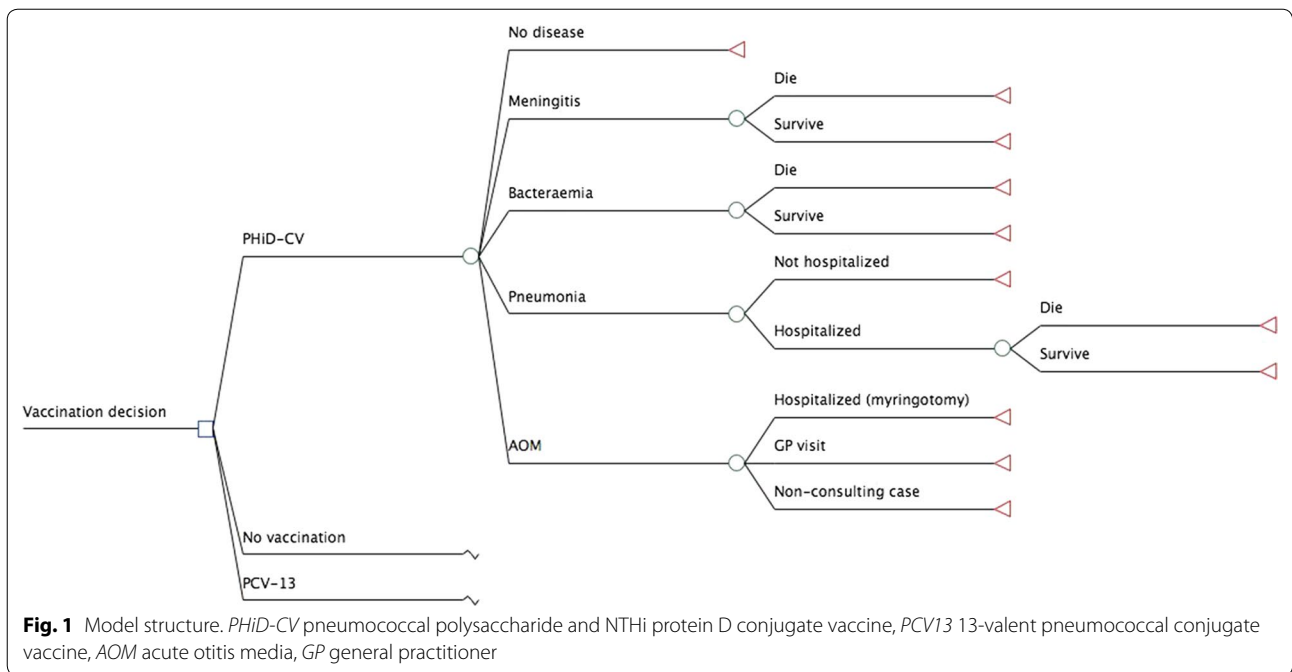 No disease
Die
Meningitis
Survive
Die
Bacteraemia
Survive
PHiD-CV
Not hospitalized
Pneumonia
Die
Hospitalized
Survive
Hospitalized (myringotomy)
Vaccination decision
AOM
GP visit
Non-consulting case
No vaccination
PCV-13
Fig. 1 Model structure. PHiD-CV pneumococcal polysaccharide and NTHi protein D conjugate vaccine, PCV13 13-valent pneumococcal conjugate
vaccine, AOM acute otitis media, GP general practitioner